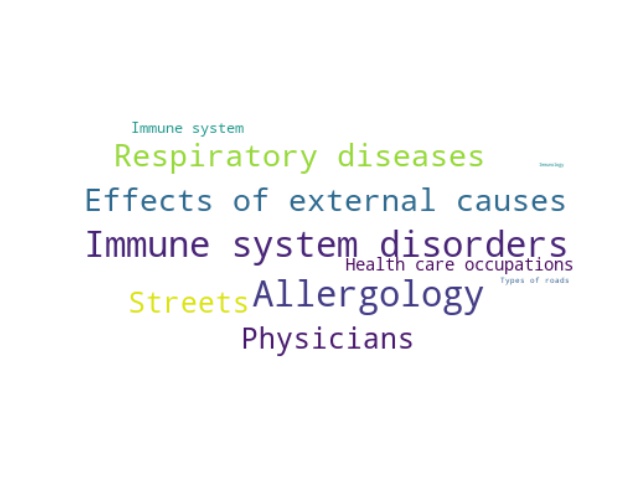 Immune system
Respiratory diseases
Immunology
Effects of external causes
Immune system disorders
Health care occupations
Types of roads
Streets
Allergology
Physicians